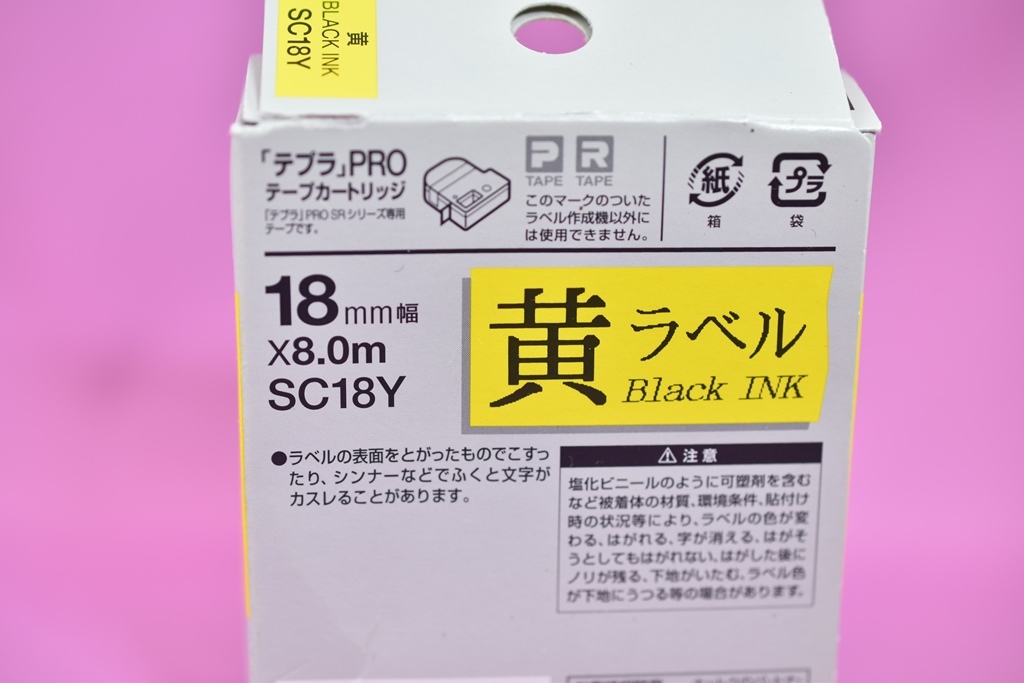 黄
BLACK INK
SC18Y
「テプラ」PRO
テープカートリッジ
「テプラ」PRO SRシリーズ専用
テープです。
P R
TAPE TAPE
このマークのついた
ラベル作成機以外に
は使用できません。
紙
箱
プラ
袋
18mm幅
X8.0m
SC18Y
黄 ラベル
Black INK
●ラベルの表面をとがったものでこすっ
たり、シンナーなどでふくと文字が
カスレることがあります。
⚠注意
塩化ビニールのように可塑剤を含む
など被着体の材質、環境条件、貼付け
時の状況等により、ラベルの色が変
わる、はがれる、字が消える、はがそ
うとしてもはがれない、はがした後に
ノリが残る、下地がいたむ、ラベル色
が下地にうつる等の場合があります。